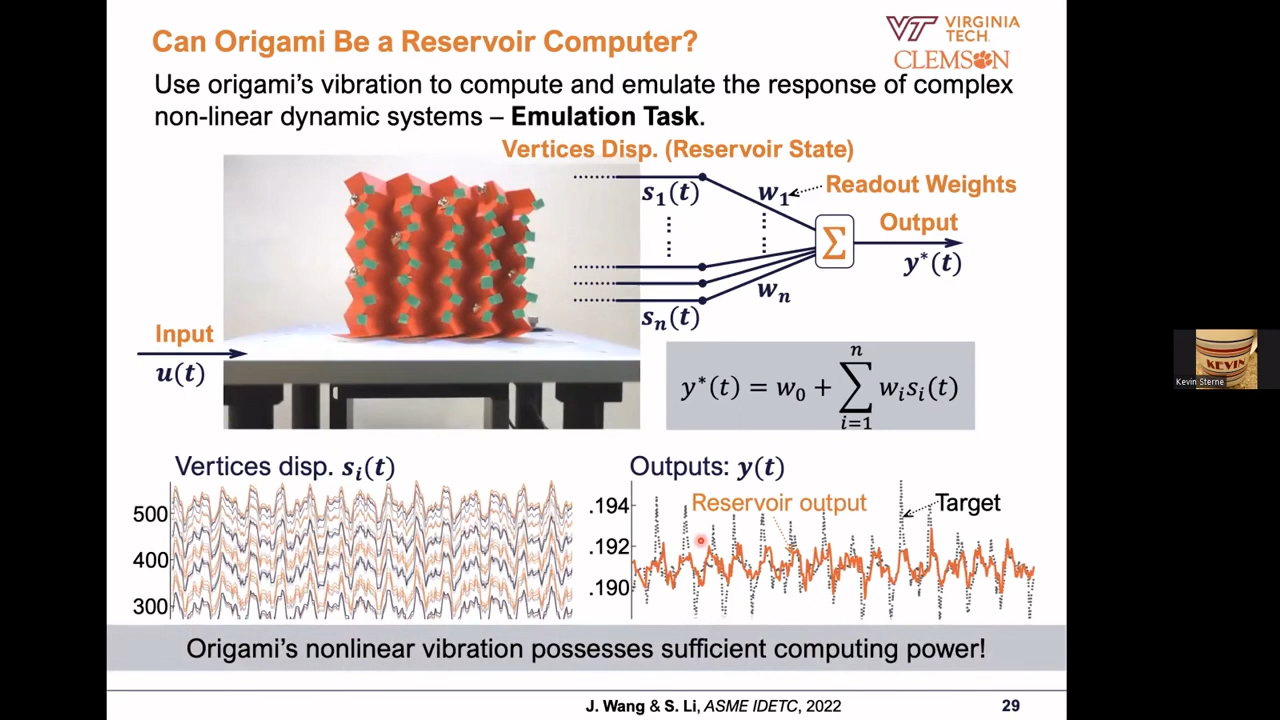 Can Origami Be a Reservoir Computer?
VT VIRGINIA
TECH
CLEMSON
Use origami's vibration to compute and emulate the response of complex
non-linear dynamic systems – Emulation Task.
Vertices Disp. (Reservoir State)
s₁(t)
w₁
Readout Weights
Σ
Output
y*(t)
wₙ
sₙ(t)
Input
u(t)
y*(t) = w₀ + ∑ᵢ₌₁ⁿ wᵢsᵢ(t)
KEVIN
Kevin Sterne
Vertices disp. sᵢ(t)
500
400
300
Outputs: y(t)
.194
.192
.190
Reservoir output
Target
Origami's nonlinear vibration possesses sufficient computing power!
J. Wang & S. Li, ASME IDETC, 2022
29